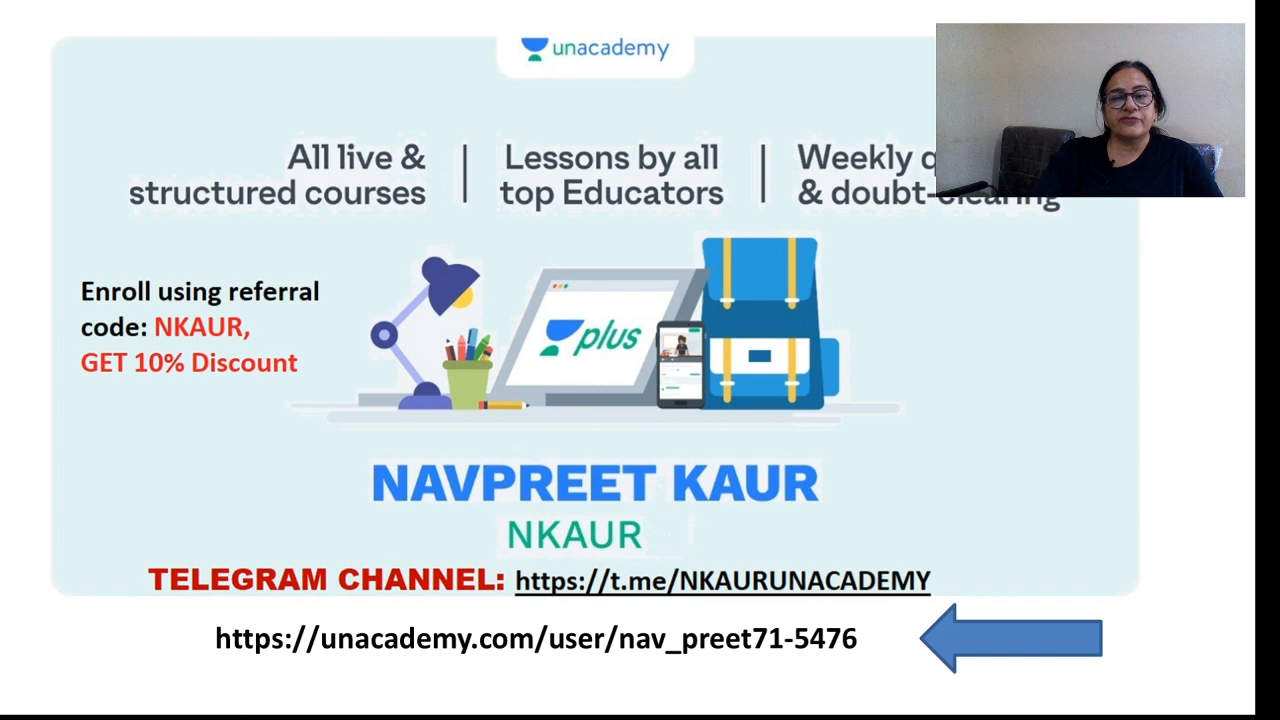 unacademy
All live &
structured courses
Lessons by all
top Educators
Weekly
& doubt-clearing
Enroll using referral
code: NKAUR,
GET 10% Discount
plus
NAVPREET KAUR
NKAUR
TELEGRAM CHANNEL: https://t.me/NKAURUNACADEMY
https://unacademy.com/user/nav_preet71-5476